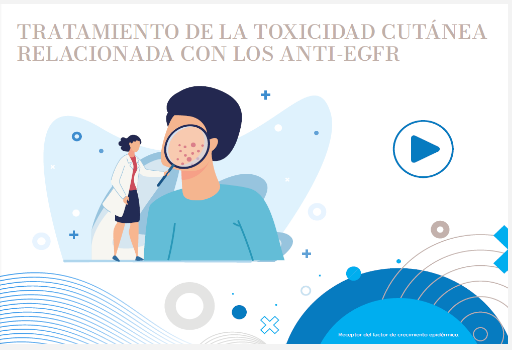 TRATAMIENTO DE LA TOXICIDAD CUTÁNEA
RELACIONADA CON LOS ANTI-EGFR
Receptor del factor de crecimiento epidérmico